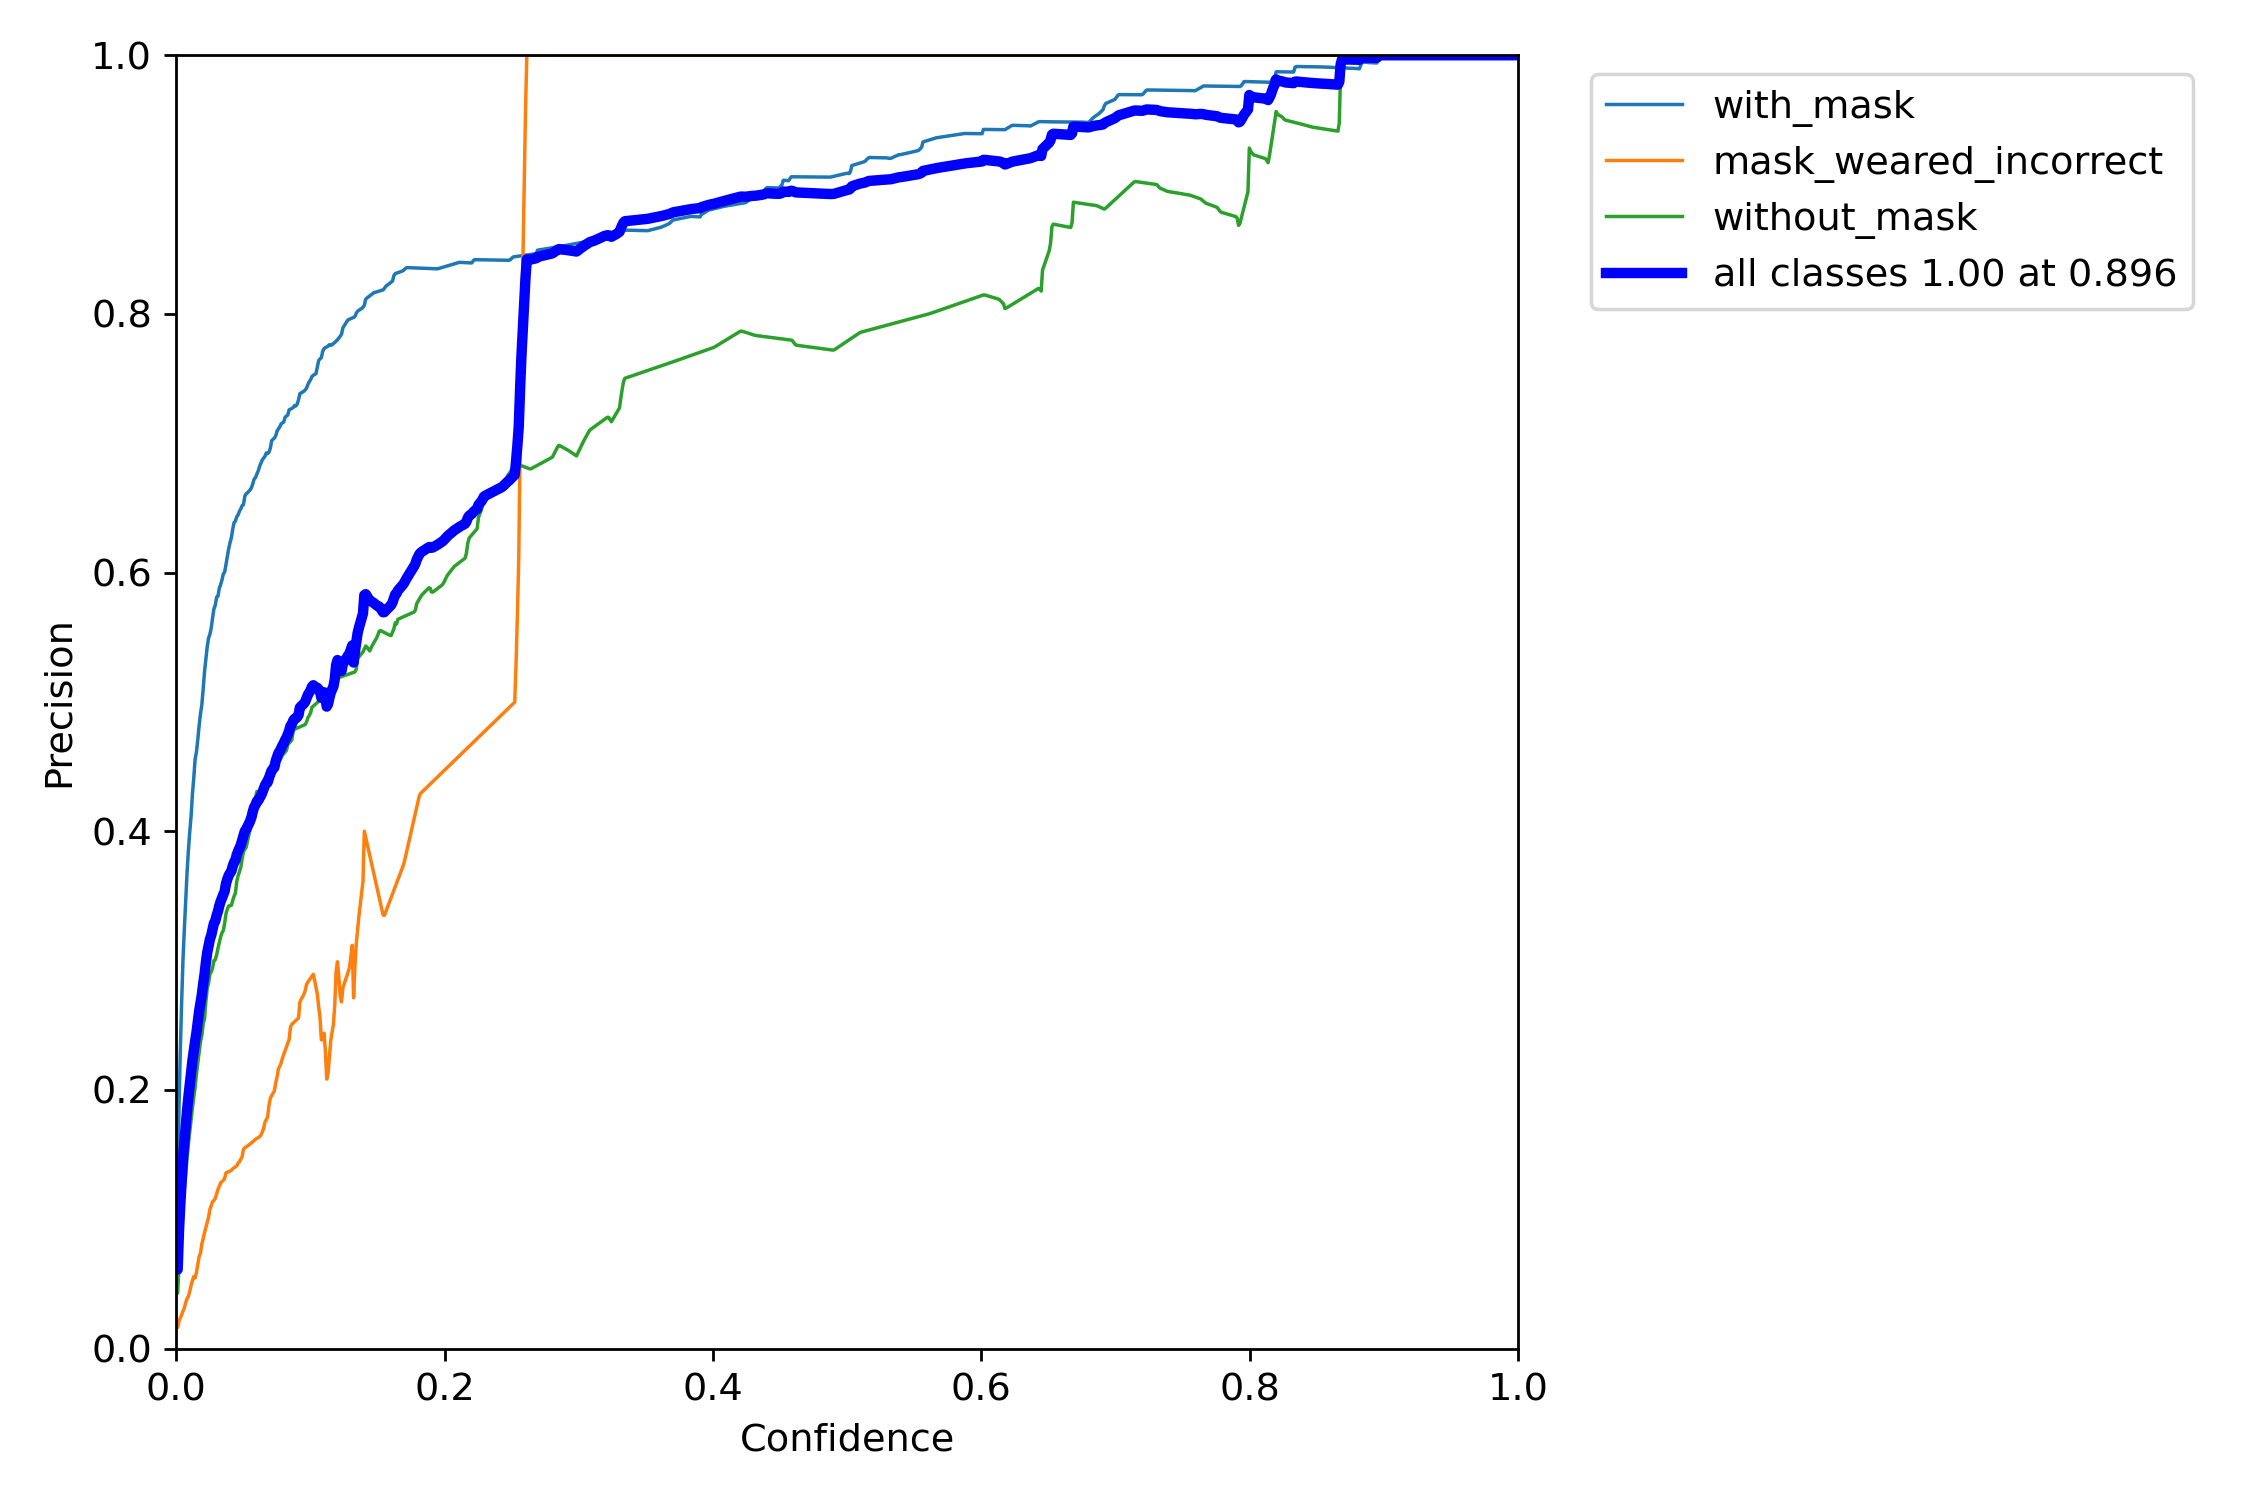 1.0
0.8
0.6
0.4
0.2
0.0
Precision
0.0 0.2 0.4 0.6 0.8 1.0
Confidence
with_mask
mask_weared_incorrect
without_mask
all classes 1.00 at 0.896